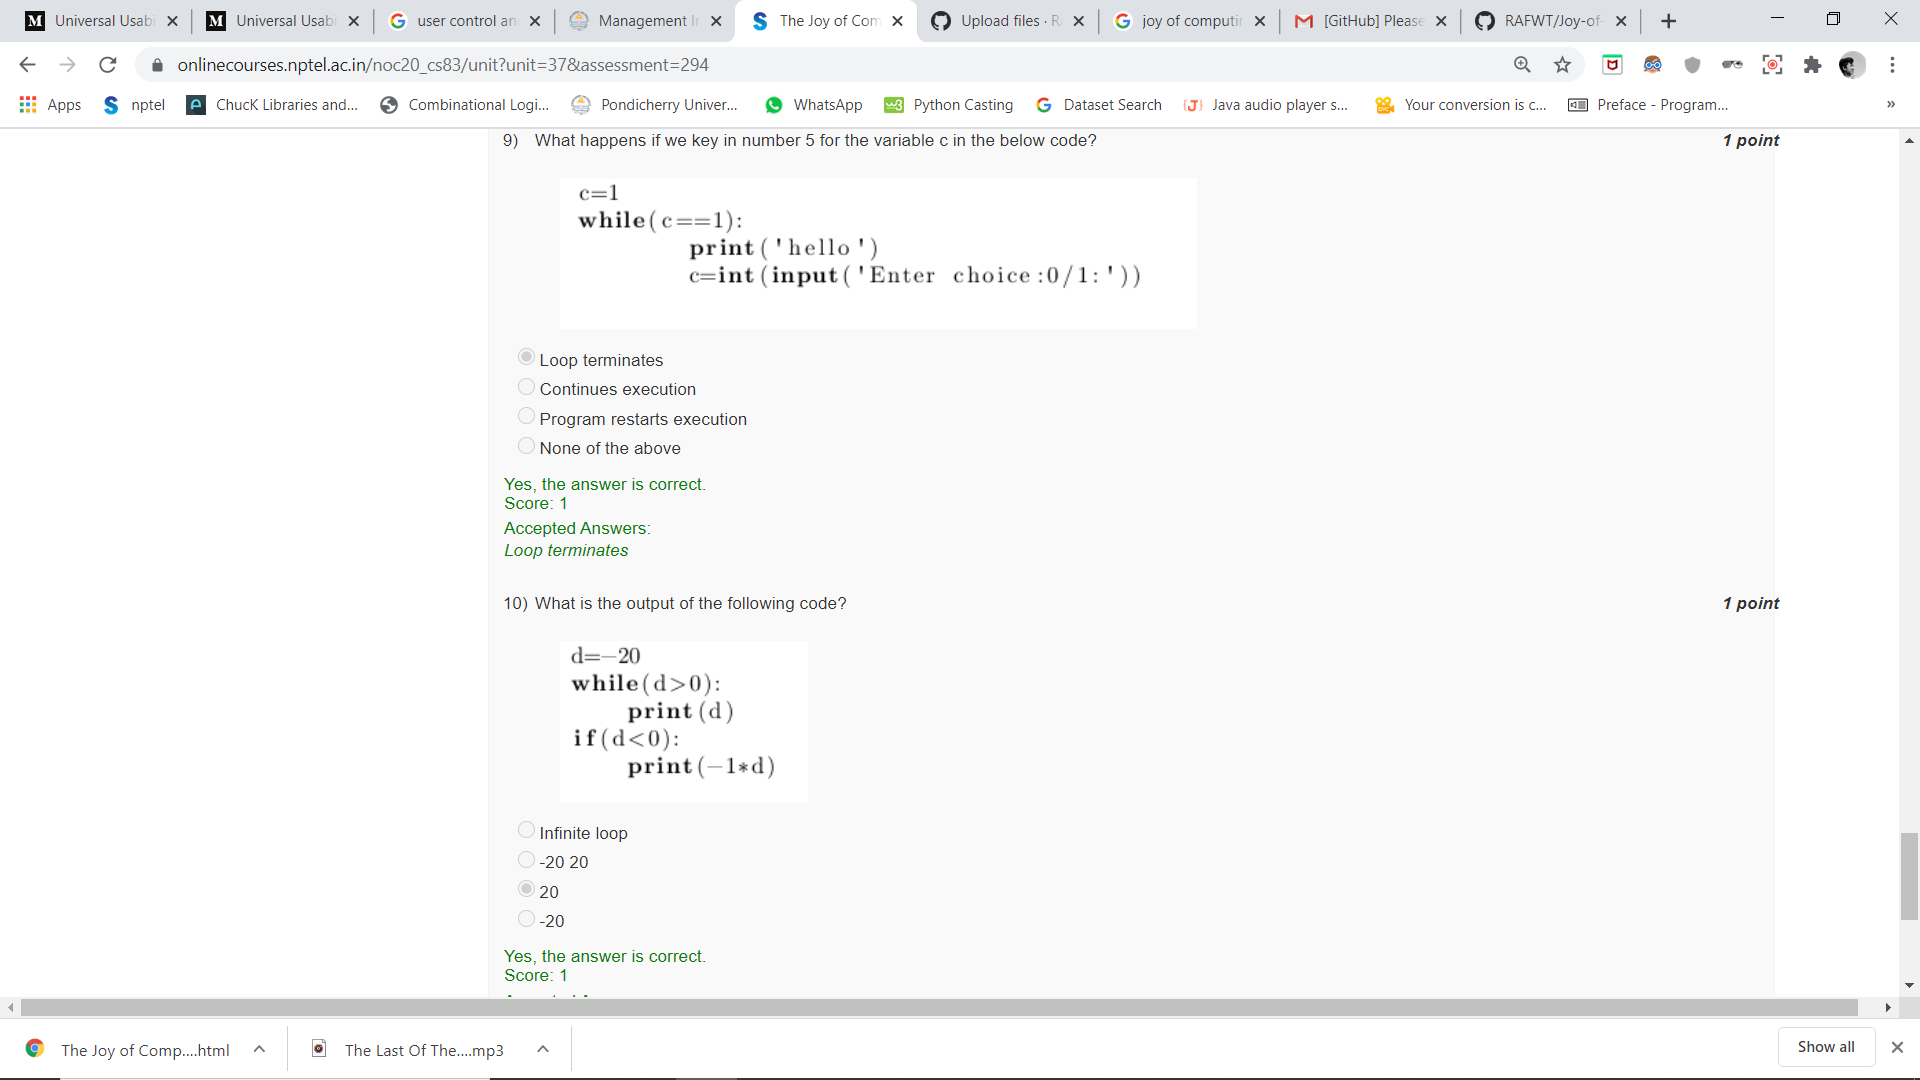 Universal Usabi
Universal Usabi
user control an
Management I
The Joy of Com
Upload files · R
joy of computin
[GitHub] Please
RAFWT/Joy-of-
onlinecourses.nptel.ac.in/noc20_cs83/unit?unit=37&assessment=294
Apps
nptel
ChucK Libraries and...
Combinational Logi...
Pondicherry Univer...
WhatsApp
Python Casting
Dataset Search
Java audio player s...
Your conversion is c...
Preface - Program...
»
9) What happens if we key in number 5 for the variable c in the below code?
1 point
c=1
while(c==1):
print('hello')
c=int(input('Enter choice:0/1:'))
Loop terminates
Continues execution
Program restarts execution
None of the above
Yes, the answer is correct.
Score: 1
Accepted Answers:
Loop terminates
10) What is the output of the following code?
1 point
d=−20
while(d>0):
print(d)
if(d<0):
print(−1*d)
Infinite loop
-20 20
20
-20
Yes, the answer is correct.
Score: 1
The Joy of Comp....html
The Last Of The....mp3
Show all